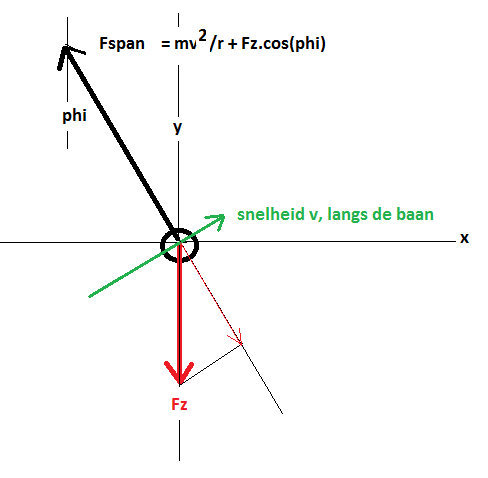 Fspan = mv2/r + Fz.cos(phi)
phi
y
snelheid v, langs de baan
x
Fz